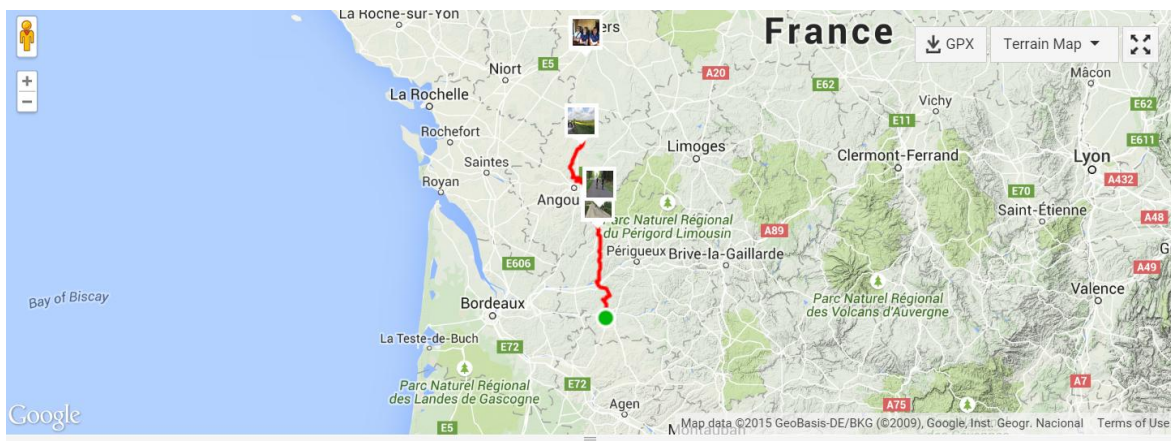 La Roche-sur-Yon
ers
France
GPX
Terrain Map
+
−
Niort
E5
A20
E62
Mâcon
La Rochelle
Vichy
E62
E11
E611
Rochefort
Limoges
Clermont-Ferrand
Lyon
Saintes
A432
Royan
Angou
E70
Saint-Étienne
Parc Naturel Régional
du Périgord Limousin
A89
A48
E606
Périgueux
Brive-la-Gaillarde
G
A49
Bay of Biscay
Bordeaux
Parc Naturel Régional
des Volcans d'Auvergne
Valence
La Teste-de-Buch
E72
Parc Naturel Régional
des Landes de Gascogne
E72
A7
Agen
A75
Google
E5
Montauban
Map data ©2015 GeoBasis-DE/BKG (©2009), Google, Inst. Geogr. Nacional
Terms of Use